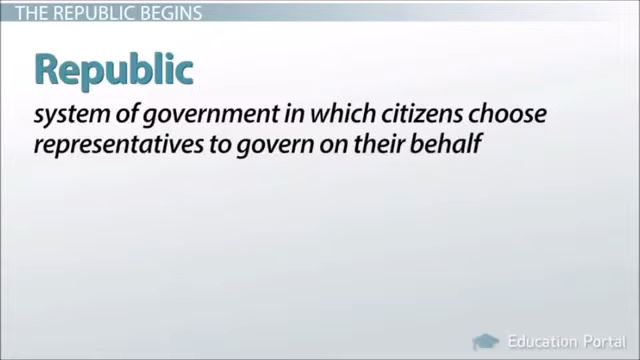 THE REPUBLIC BEGINS
Republic
system of government in which citizens choose
representatives to govern on their behalf
Education Portal